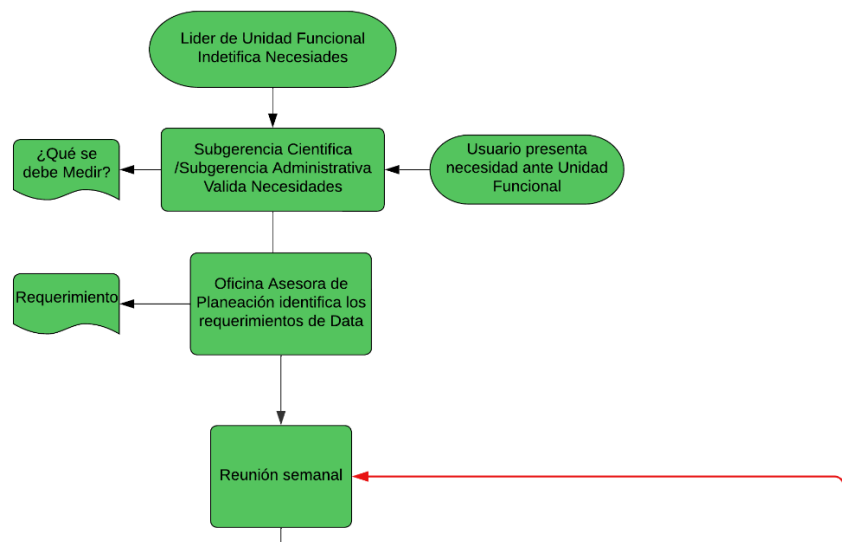 Lider de Unidad Funcional
Indetifica Necesiades
¿Qué se
debe Medir?
Subgerencia Cientifica
/Subgerencia Administrativa
Valida Necesidades
Usuario presenta
necesidad ante Unidad
Funcional
Requerimiento
Oficina Asesora de
Planeación identifica los
requerimientos de Data
Reunión semanal